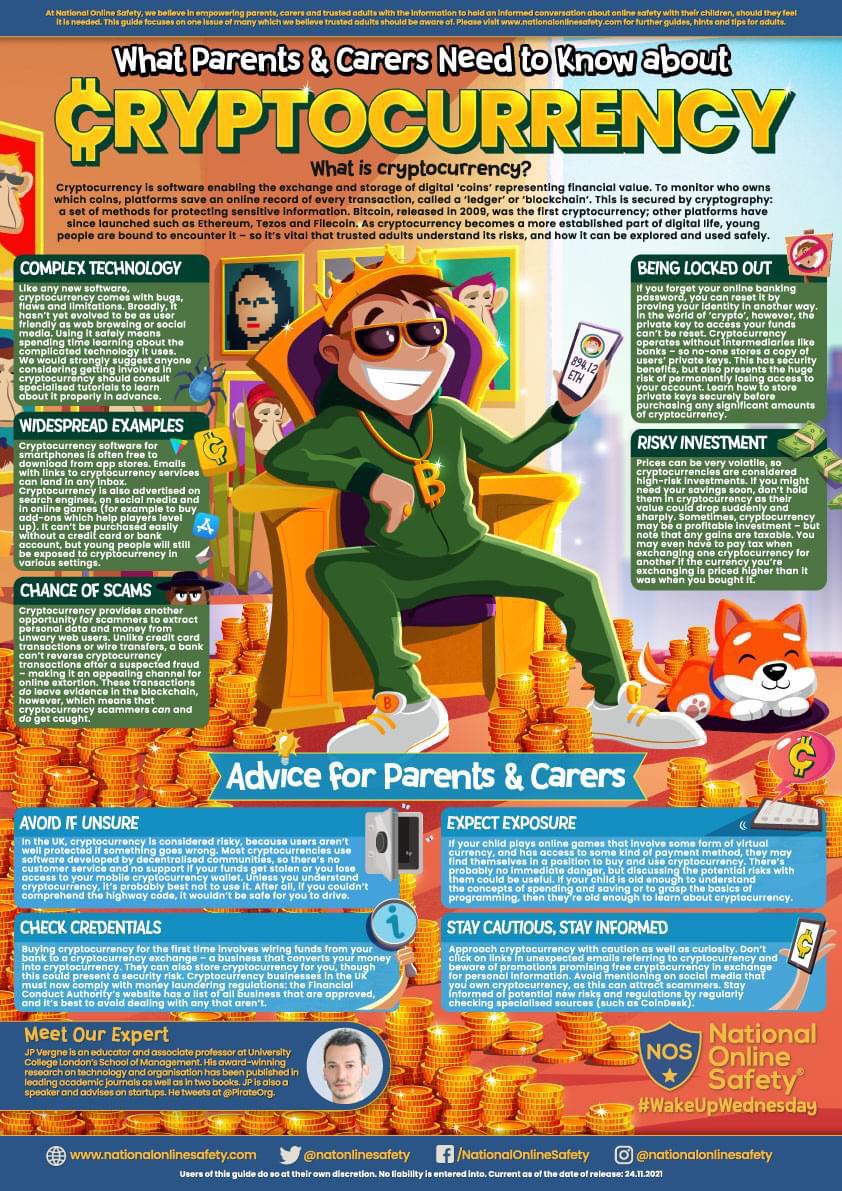 At National Online Safety, we believe in empowering parents, carers and trusted adults with the information to hold an informed conversation about online safety with their children, should they feel
it is needed. This guide focuses on one issue of many which we believe trusted adults should be aware of. Please visit www.nationalonlinesafety.com for further guides, hints and tips for adults.
What Parents & Carers Need to Know about
CRYPTOCURRENCY
What is cryptocurrency?
Cryptocurrency is software enabling the exchange and storage of digital ‘coins’ representing financial value. To monitor who owns
which coins, platforms save an online record of every transaction, called a ‘ledger’ or ‘blockchain’. This is secured by cryptography:
a set of methods for protecting sensitive information. Bitcoin, released in 2009, was the first cryptocurrency; other platforms have
since launched such as Ethereum, Tezos and Filecoin. As cryptocurrency becomes a more established part of digital life, young
people are bound to encounter it – so it’s vital that trusted adults understand its risks, and how it can be explored and used safely.
COMPLEX TECHNOLOGY
Like any new software,
cryptocurrency comes with bugs,
flaws and limitations. Broadly, it
hasn’t yet evolved to be as user
friendly as web browsing or social
media. Using it safely means
spending time learning about the
complicated technology it uses.
We would strongly suggest anyone
considering getting involved in
cryptocurrency should consult
specialised tutorials to learn
about it properly in advance.
WIDESPREAD EXAMPLES
Cryptocurrency software for
smartphones is often free to
download from app stores. Emails
with links to cryptocurrency services
can land in any inbox.
Cryptocurrency is also advertised on
search engines, on social media and
in online games (for example to buy
add-ons which help players level
up). It can’t be purchased easily
without a credit card or bank
account, but young people will still
be exposed to cryptocurrency in
various settings.
CHANCE OF SCAMS
Cryptocurrency provides another
opportunity for scammers to extract
personal data and money from
unwary web users. Unlike credit card
transactions or wire transfers, a bank
can’t reverse cryptocurrency
transactions after a suspected fraud
– making it an appealing channel for
online extortion. These transactions
do leave evidence in the blockchain,
however, which means that
cryptocurrency scammers can and
do get caught.
894.12
ETH
B
B
BEING LOCKED OUT
If you forget your online banking
password, you can reset it by
proving your identity in another way.
In the world of ‘crypto’, however, the
private key to access your funds
can’t be reset. Cryptocurrency
operates without intermediaries like
banks – so no-one stores a copy of
users’ private keys. This has security
benefits, but also presents the huge
risk of permanently losing access to
your account. Learn how to store
private keys securely before
purchasing any significant amounts
of cryptocurrency.
RISKY INVESTMENT
Prices can be very volatile, so
cryptocurrencies are considered
high-risk investments. If you might
need your savings soon, don’t hold
them in cryptocurrency as their
value could drop suddenly and
sharply. Sometimes, cryptocurrency
may be a profitable investment – but
note that any gains are taxable. You
may even have to pay tax when
exchanging one cryptocurrency for
another if the currency you’re
exchanging is priced higher than it
was when you bought it.
Advice for Parents & Carers
AVOID IF UNSURE
In the UK, cryptocurrency is considered risky, because users aren’t
well protected if something goes wrong. Most cryptocurrencies use
software developed by decentralised communities, so there’s no
customer service and no support if your funds get stolen or you lose
access to your mobile cryptocurrency wallet. Unless you understand
cryptocurrency, it’s probably best not to use it. After all, if you couldn’t
comprehend the highway code, it wouldn’t be safe for you to drive.
EXPECT EXPOSURE
If your child plays online games that involve some form of virtual
currency, and has access to some kind of payment method, they may
find themselves in a position to buy and use cryptocurrency. There’s
probably no immediate danger, but discussing the potential risks with
them could be useful. If your child is old enough to understand
the concepts of spending and saving or to grasp the basics of
programming, then they’re old enough to learn about cryptocurrency.
CHECK CREDENTIALS
Buying cryptocurrency for the first time involves wiring funds from your
bank to a cryptocurrency exchange – a business that converts your money
into cryptocurrency. They can also store cryptocurrency for you, though
this could present a security risk. Cryptocurrency businesses in the UK
must now comply with money laundering regulations: the Financial
Conduct Authority’s website has a list of all business that are approved,
and it’s best to avoid dealing with any that aren’t.
STAY CAUTIOUS, STAY INFORMED
Approach cryptocurrency with caution as well as curiosity. Don’t
click on links in unexpected emails referring to cryptocurrency and
beware of promotions promising free cryptocurrency in exchange
for personal information. Avoid mentioning on social media that
you own cryptocurrency, as this can attract scammers. Stay
informed of potential new risks and regulations by regularly
checking specialised sources (such as CoinDesk).
Meet Our Expert
JP Vergne is an educator and associate professor at University
College London’s School of Management. His award-winning
research on technology and organisation has been published in
leading academic journals as well as in two books. JP is also a
speaker and advises on startups. He tweets at @PirateOrg.
NOS
National
Online
Safety®
#WakeUpWednesday
www.nationalonlinesafety.com
@natonlinesafety
/NationalOnlineSafety
@nationalonlinesafety
Users of this guide do so at their own discretion. No liability is entered into. Current as of the date of release: 24.11.2021